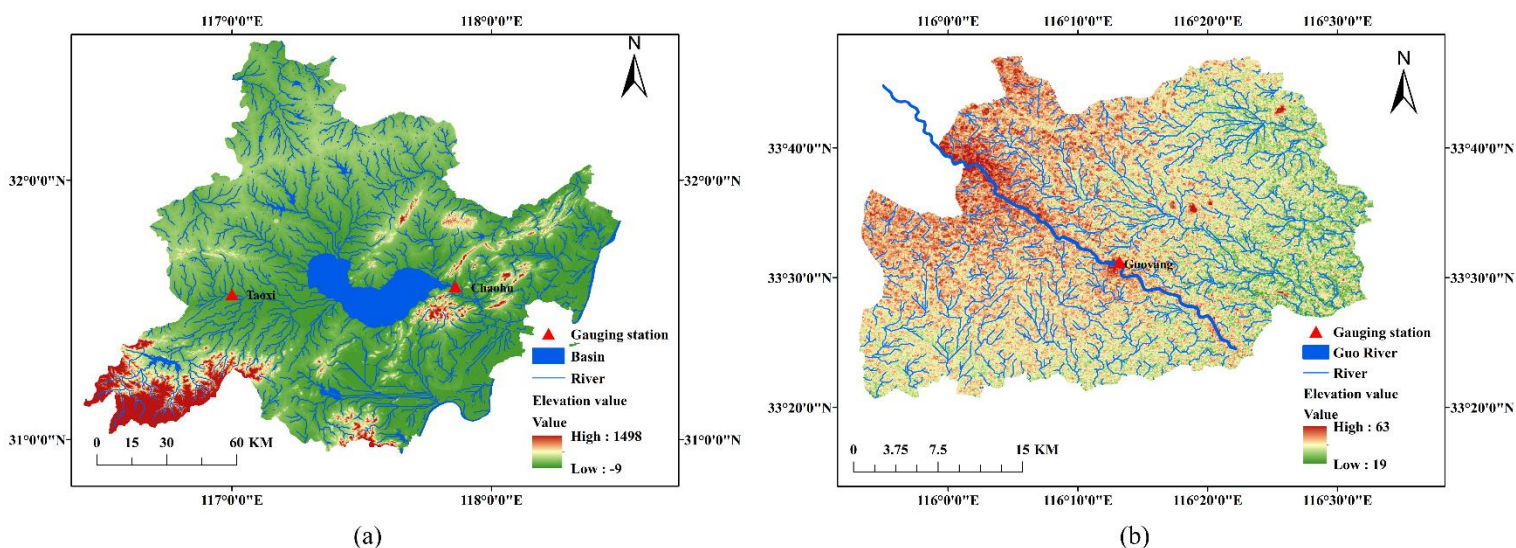 117°0'0"E
118°0'0"E
N
32°0'0"N
32°0'0"N
Taoxi
Chaohu
Gauging station
Basin
River
Elevation value
Value
High : 1498
Low : -9
0 15 30 60 KM
31°0'0"N
31°0'0"N
117°0'0"E
118°0'0"E
(a)
116°0'0"E
116°10'0"E
116°20'0"E
116°30'0"E
N
33°40'0"N
33°40'0"N
Guoyang
33°30'0"N
33°30'0"N
Gauging station
Guo River
River
Elevation value
Value
High : 63
Low : 19
33°20'0"N
33°20'0"N
0 3.75 7.5 15 KM
116°0'0"E
116°10'0"E
116°20'0"E
116°30'0"E
(b)